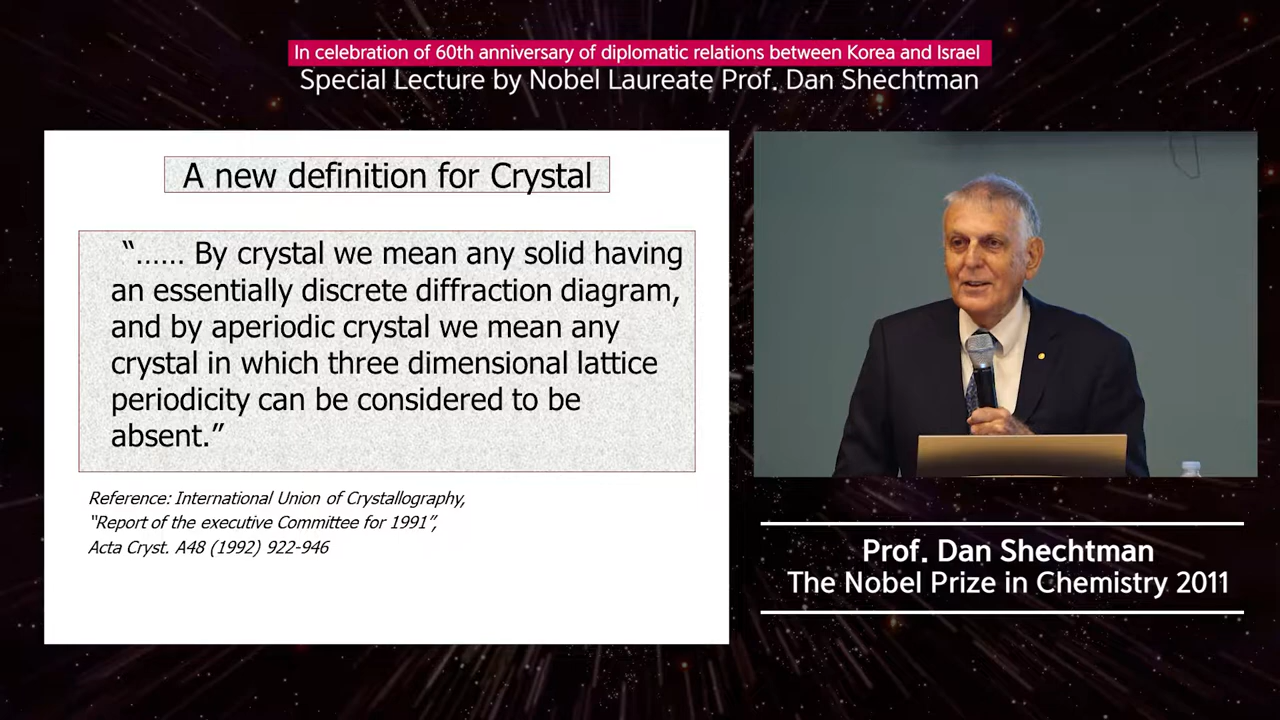 In celebration of 60th anniversary of diplomatic relations between Korea and Israel
Special Lecture by Nobel Laureate Prof. Dan Shechtman
A new definition for Crystal
“...... By crystal we mean any solid having
an essentially discrete diffraction diagram,
and by aperiodic crystal we mean any
crystal in which three dimensional lattice
periodicity can be considered to be
absent.”
Reference: International Union of Crystallography,
“Report of the executive Committee for 1991”,
Acta Cryst. A48 (1992) 922-946
Prof. Dan Shechtman
The Nobel Prize in Chemistry 2011